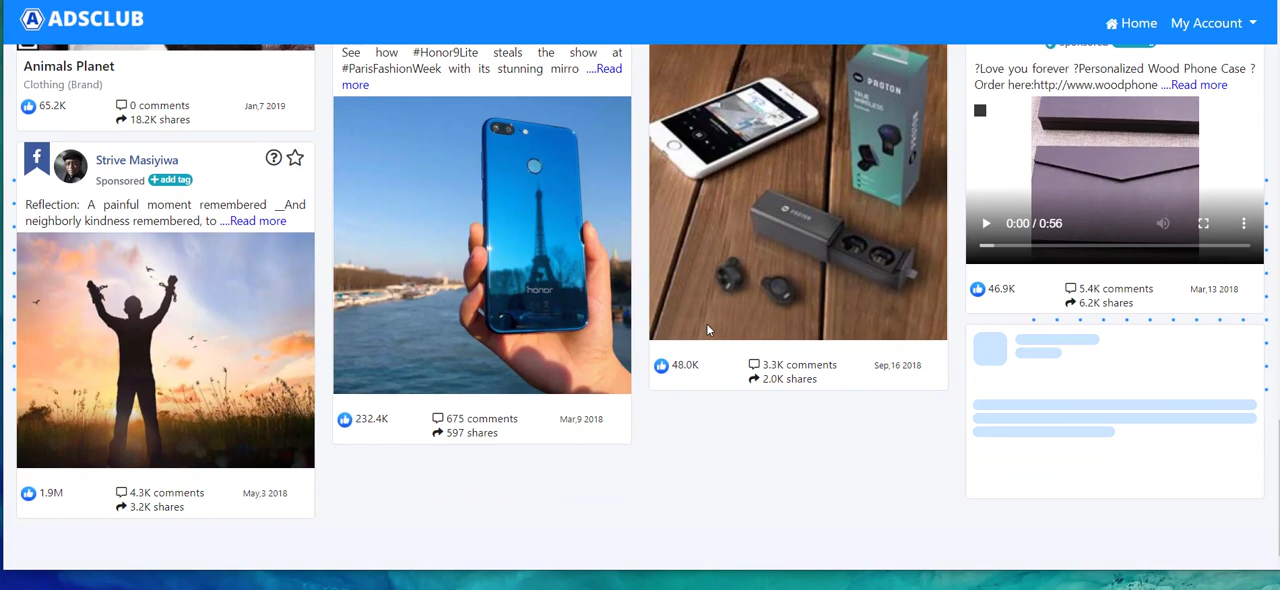 ADSCLUB
Home My Account
Animals Planet
Clothing (Brand)
65.2K 0 comments Jan,7 2019
18.2K shares
Strive Masiyiwa
Sponsored + add tag
Reflection: A painful moment remembered __And
neighborly kindness remembered, to ....Read more
1.9M 4.3K comments May,3 2018
3.2K shares
See how #Honor9Lite steals the show at
#ParisFashionWeek with its stunning mirro ....Read
more
honor
232.4K 675 comments Mar,9 2018
597 shares
PROTON
TRUE
WIRELESS
PROTON
48.0K 3.3K comments Sep,16 2018
2.0K shares
?Love you forever ?Personalized Wood Phone Case ?
Order here:http://www.woodphone ....Read more
0:00 / 0:56
46.9K 5.4K comments Mar,13 2018
6.2K shares